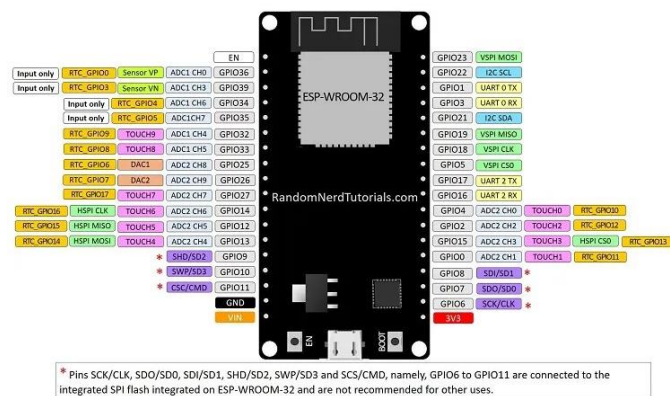 EN GPIO23 VSPI MOSI
Input only RTC_GPIO0 Sensor VP ADC1 CH0 GPIO36 GPIO22 I2C SCL
Input only RTC_GPIO3 Sensor VN ADC1 CH3 GPIO39 GPIO1 UART 0 TX
Input only RTC_GPIO4 ADC1 CH6 GPIO34 GPIO3 UART 0 RX
Input only RTC_GPIO5 ADC1CH7 GPIO35 GPIO21 I2C SDA
RTC_GPIO9 TOUCH9 ADC1 CH4 GPIO32 GPIO19 VSPI MISO
RTC_GPIO8 TOUCH8 ADC1 CH5 GPIO33 GPIO18 VSPI CLK
RTC_GPIO6 DAC1 ADC2 CH8 GPIO25 GPIO5 VSPI CS0
RTC_GPIO7 DAC2 ADC2 CH9 GPIO26 GPIO17 UART 2 TX
RTC_GPIO17 TOUCH7 ADC2 CH7 GPIO27 GPIO16 UART 2 RX
RTC_GPIO16 HSPI CLK TOUCH6 ADC2 CH6 GPIO14 GPIO4 ADC2 CH0 TOUCH0 RTC_GPIO10
RTC_GPIO15 HSPI MISO TOUCH5 ADC2 CH5 GPIO12 GPIO2 ADC2 CH2 TOUCH2 RTC_GPIO12
RTC_GPIO14 HSPI MOSI TOUCH4 ADC2 CH4 GPIO13 GPIO15 ADC2 CH3 TOUCH3 HSPI CS0 RTC_GPIO13
* SHD/SD2 GPIO9 GPIO0 ADC2 CH1 TOUCH1 RTC_GPIO11
* SWP/SD3 GPIO10 GPIO8 SDI/SD1 *
* CSC/CMD GPIO11 GPIO7 SDO/SD0 *
GND GPIO6 SCK/CLK *
VIN 3V3
ESP-WROOM-32
RandomNerdTutorials.com
EN BOOT
* Pins SCK/CLK, SDO/SD0, SDI/SD1, SHD/SD2, SWP/SD3 and SCS/CMD, namely, GPIO6 to GPIO11 are connected to the
integrated SPI flash integrated on ESP-WROOM-32 and are not recommended for other uses.